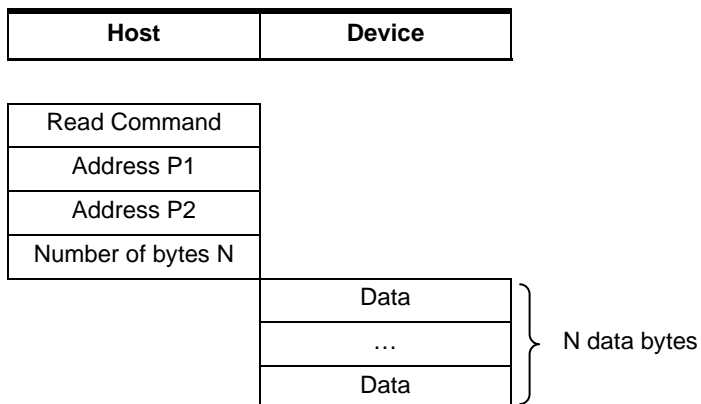 Host Device
Read Command
Address P1
Address P2
Number of bytes N
Data
… N data bytes
Data